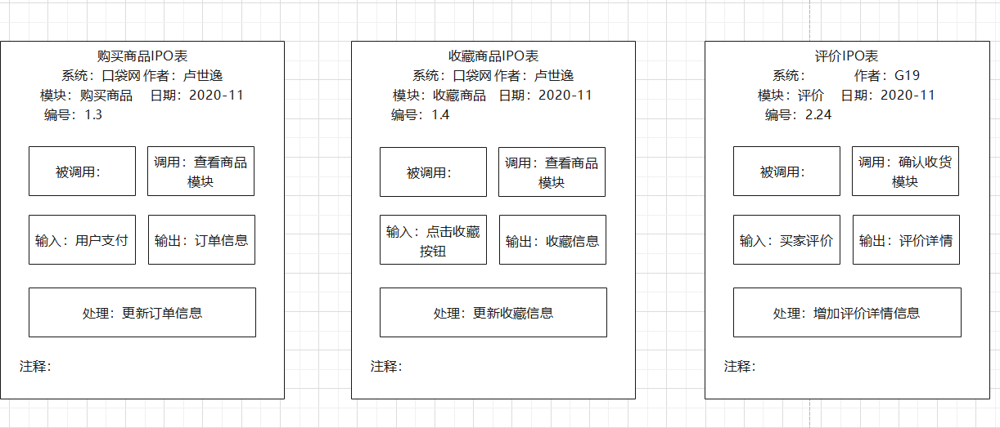 购买商品IPO表
系统：口袋网 作者：卢世逸
模块：购买商品 日期：2020-11
编号：1.3
被调用：
调用：查看商品
模块
输入：用户支付
输出：订单信息
处理：更新订单信息
注释：
收藏商品IPO表
系统：口袋网 作者：卢世逸
模块：收藏商品 日期：2020-11
编号：1.4
被调用：
调用：查看商品
模块
输入：点击收藏
按钮
输出：收藏信息
处理：更新收藏信息
注释：
评价IPO表
系统： 作者：G19
模块：评价 日期：2020-11
编号：2.24
被调用：
调用：确认收货
模块
输入：买家评价
输出：评价详情
处理：增加评价详情信息
注释：